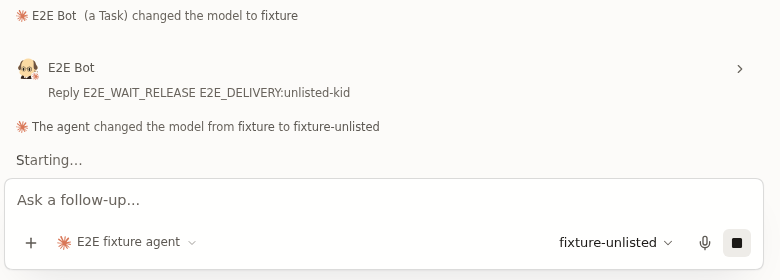 E2E Bot (a Task) changed the model to fixture
E2E Bot
Reply E2E_WAIT_RELEASE E2E_DELIVERY:unlisted-kid
The agent changed the model from fixture to fixture-unlisted
Starting...
Ask a follow-up...
E2E fixture agent
fixture-unlisted